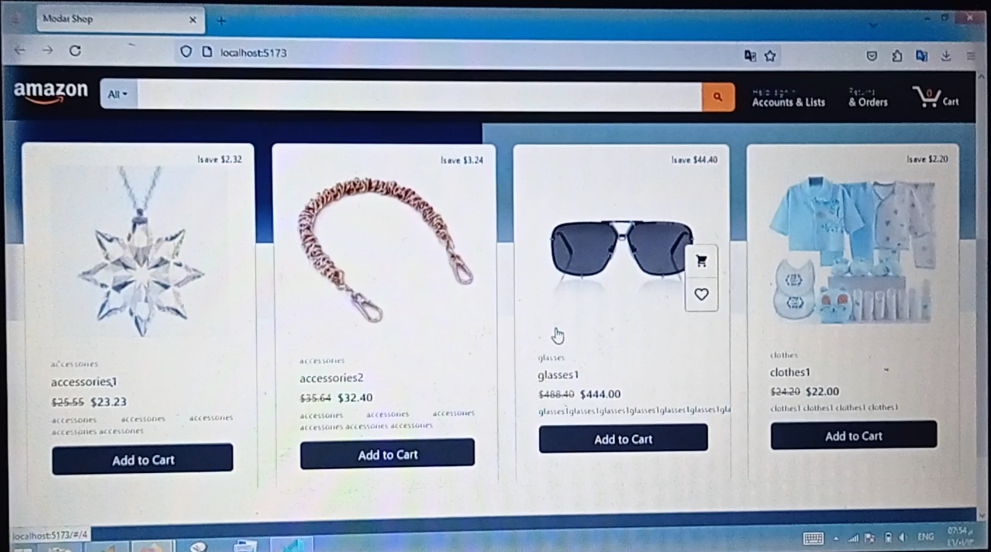 Modar Shop
localhost:5173
amazon
All
Accounts & Lists
& Orders
0
Cart
!save $2.32
!save $3.24
!save $44.40
!save $2.20
accessories
accessories1
$25.55 $23.23
accessories accessories accessories
accessories accessories
Add to Cart
accessories
accessories2
$35.64 $32.40
accessories accessories accessories
accessories accessories accessories
Add to Cart
glasses
glasses1
$488.40 $444.00
glasses1glasses1glasses1glasses1glasses1glasses1gla
Add to Cart
clothes
clothes1
$24.20 $22.00
clothes1 clothes1 clothes1 clothes1
Add to Cart
localhost:5173/#/4
ENG